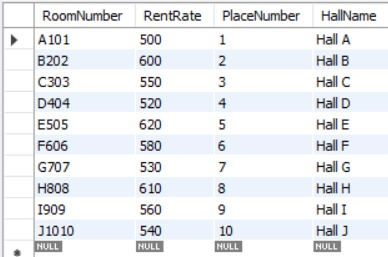 RoomNumber RentRate PlaceNumber HallName
A101 500 1 Hall A
B202 600 2 Hall B
C303 550 3 Hall C
D404 520 4 Hall D
E505 620 5 Hall E
F606 580 6 Hall F
G707 530 7 Hall G
H808 610 8 Hall H
I909 560 9 Hall I
J1010 540 10 Hall J
NULL NULL NULL NULL